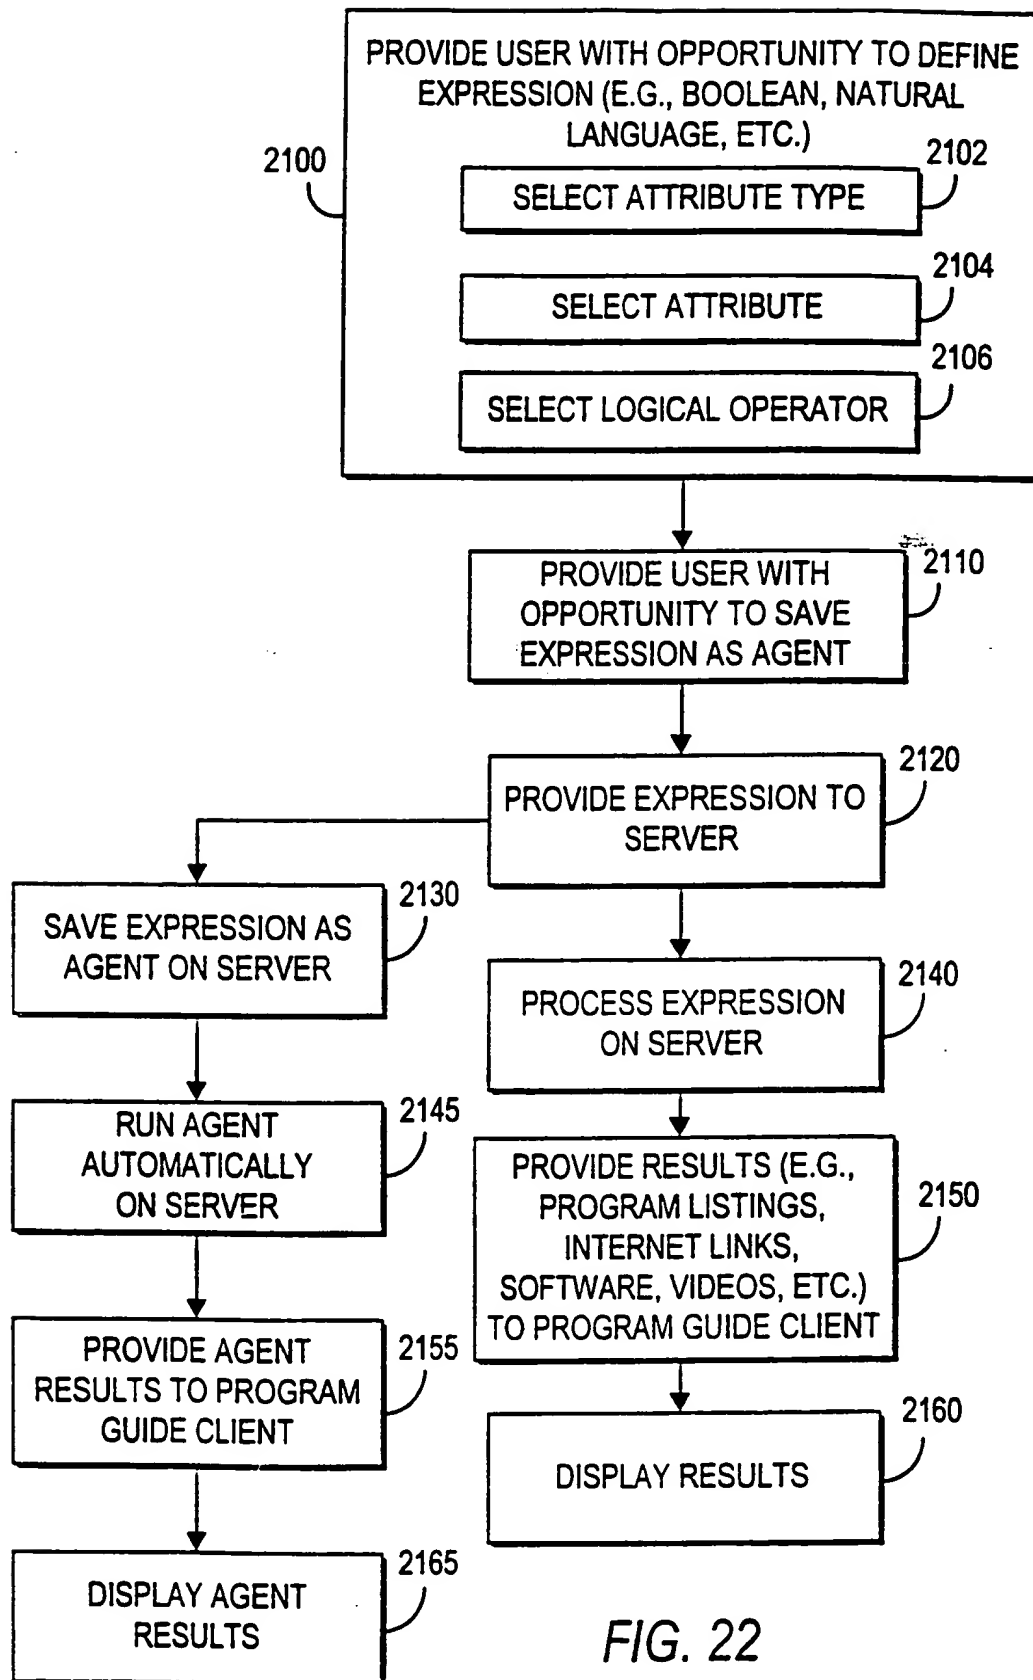 PROVIDE USER WITH OPPORTUNITY TO DEFINE
EXPRESSION (E.G., BOOLEAN, NATURAL
LANGUAGE, ETC.)
2100
2102
SELECT ATTRIBUTE TYPE
2104
SELECT ATTRIBUTE
2106
SELECT LOGICAL OPERATOR
2110
PROVIDE USER WITH
OPPORTUNITY TO SAVE
EXPRESSION AS AGENT
2120
PROVIDE EXPRESSION TO
SERVER
2130
SAVE EXPRESSION AS
AGENT ON SERVER
2140
PROCESS EXPRESSION
ON SERVER
2145
RUN AGENT
AUTOMATICALLY
ON SERVER
2150
PROVIDE RESULTS (E.G.,
PROGRAM LISTINGS,
INTERNET LINKS,
SOFTWARE, VIDEOS, ETC.)
TO PROGRAM GUIDE CLIENT
2155
PROVIDE AGENT
RESULTS TO PROGRAM
GUIDE CLIENT
2160
DISPLAY RESULTS
2165
DISPLAY AGENT
RESULTS
FIG. 22